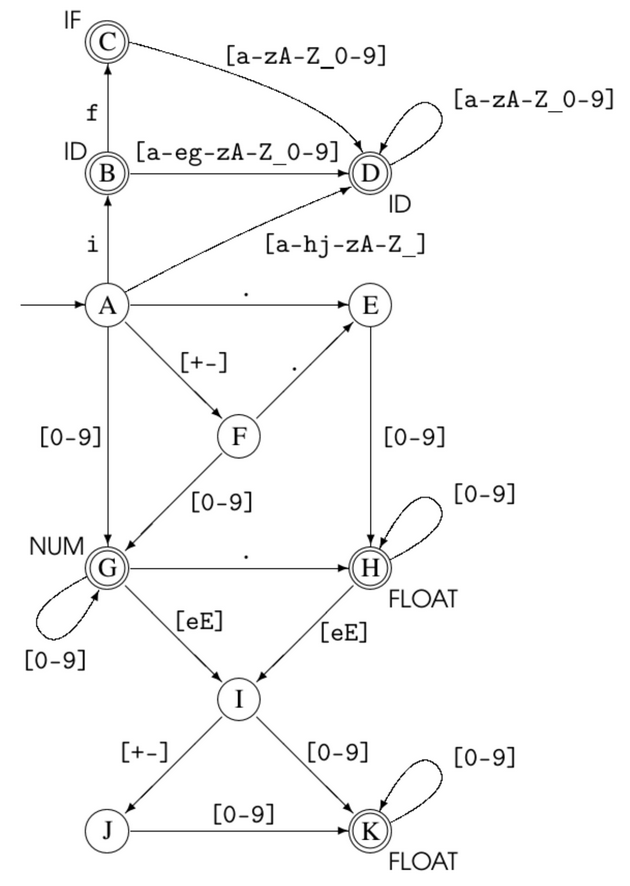 IF
C
[a-zA-Z_0-9]
[a-zA-Z_0-9]
f
ID
B
[a-eg-zA-Z_0-9]
D
ID
i
[a-hj-zA-Z_]
A
.
E
[+-]
.
[0-9]
F
[0-9]
[0-9]
[0-9]
NUM
G
.
H
FLOAT
[eE]
[eE]
[0-9]
I
[+-]
[0-9]
[0-9]
J
[0-9]
K
FLOAT